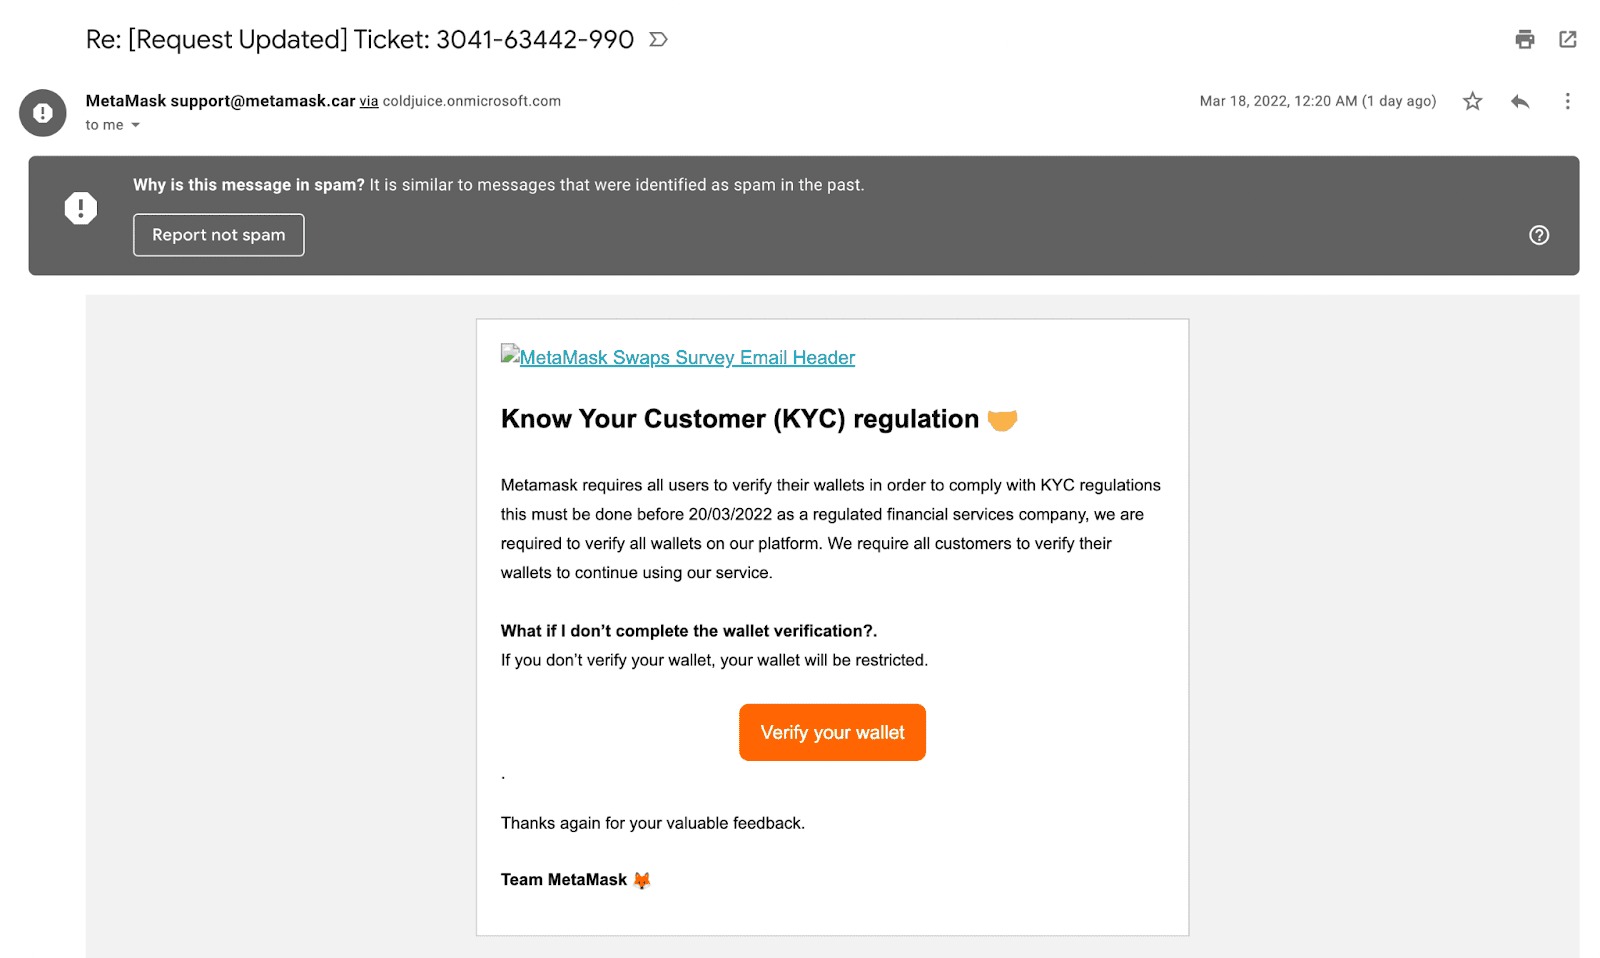 Re: [Request Updated] Ticket: 3041-63442-990
MetaMask support@metamask.car via coldjuice.onmicrosoft.com
Mar 18, 2022, 12:20 AM (1 day ago)
to me
Why is this message in spam? It is similar to messages that were identified as spam in the past.
Report not spam
MetaMask Swaps Survey Email Header
Know Your Customer (KYC) regulation
Metamask requires all users to verify their wallets in order to comply with KYC regulations
this must be done before 20/03/2022 as a regulated financial services company, we are
required to verify all wallets on our platform. We require all customers to verify their
wallets to continue using our service.
What if I don’t complete the wallet verification?.
If you don’t verify your wallet, your wallet will be restricted.
Verify your wallet
.
Thanks again for your valuable feedback.
Team MetaMask 🦊